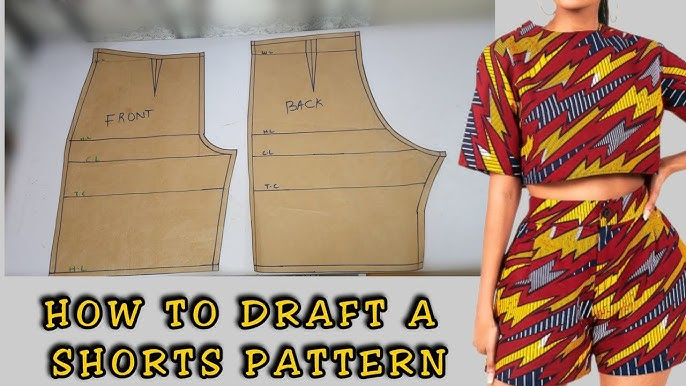 W.L
FRONT
H.L
C.L
T.C
H.L
W.L
BACK
H.L
C.L
T.C
HOW TO DRAFT A
SHORTS PATTERN